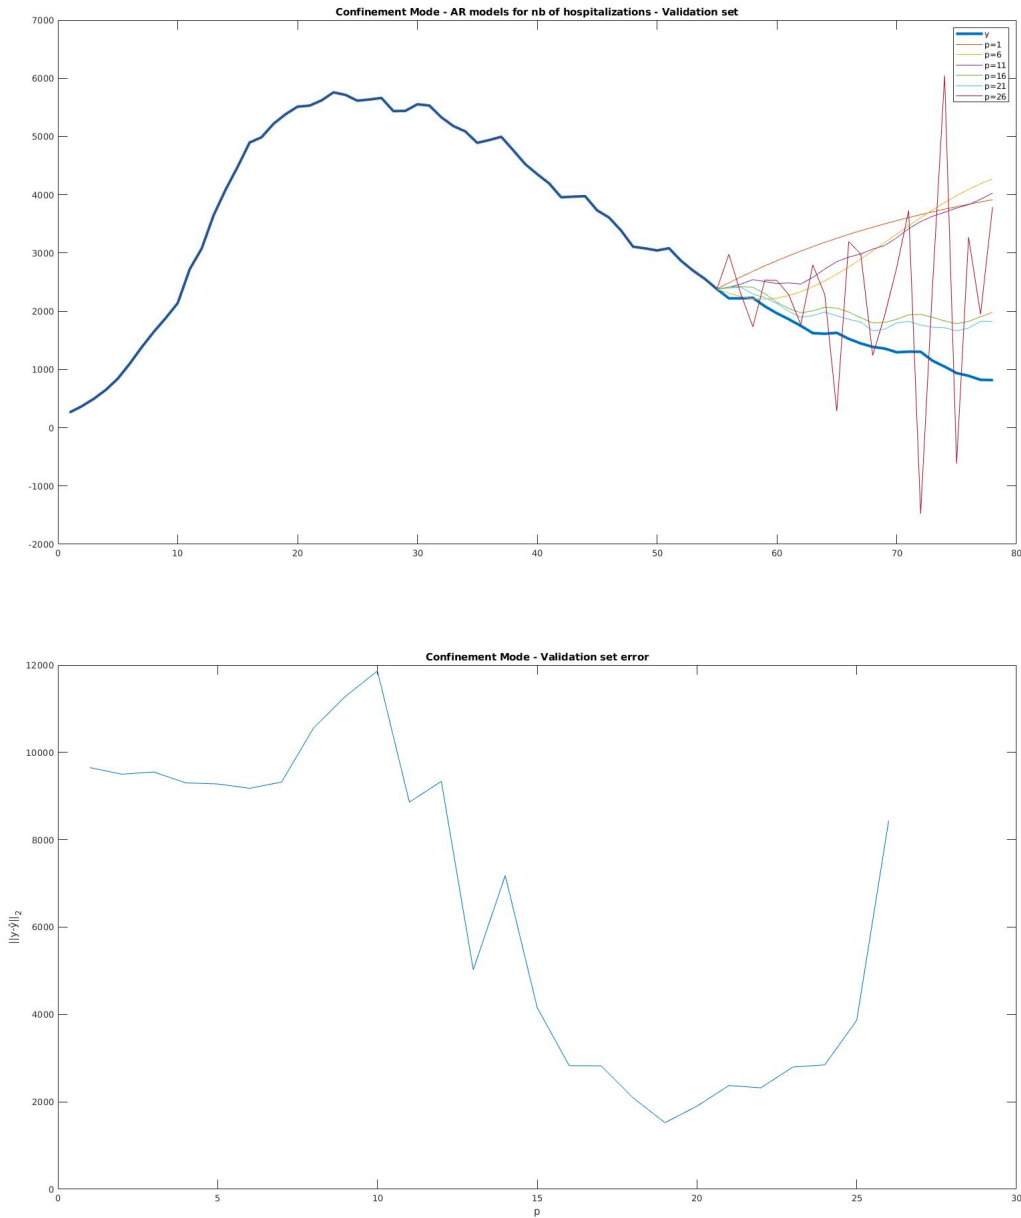 Confinement Mode - AR models for nb of hospitalizations - Validation set
7000
6000
5000
4000
3000
2000
1000
0
-1000
-2000
0 10 20 30 40 50 60 70 80
y
p=1
p=6
p=11
p=16
p=21
p=26
Confinement Mode - Validation set error
12000
10000
8000
6000
4000
2000
0
||y-ŷ||2
0 5 10 15 20 25 30
p